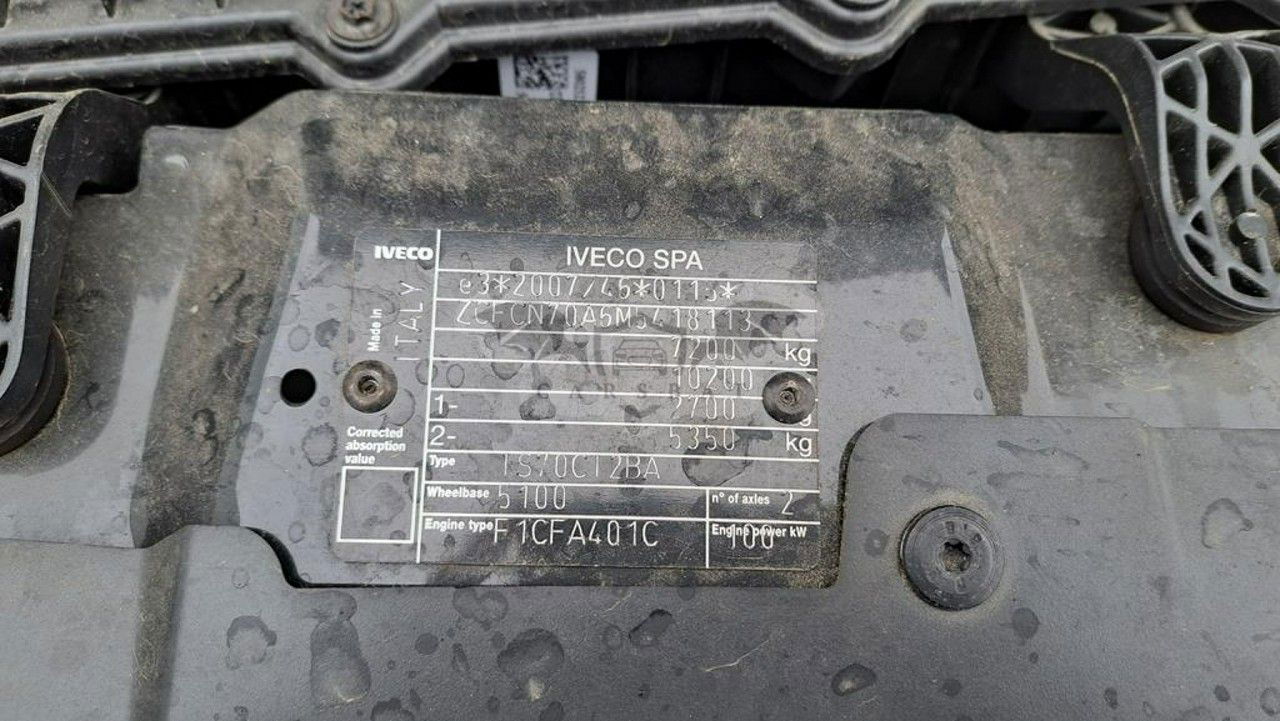 IVECO
IVECO SPA
Made in
ITALY
e3*2007/46*0115*
ZCFCN70A5M5418113
7200 kg
10200
1- 2700
2- 5350 kg
Corrected
absorption
value
Type
Wheelbase 5100
n° of axles 2
Engine type F1CFA401C
Engine power kW 100